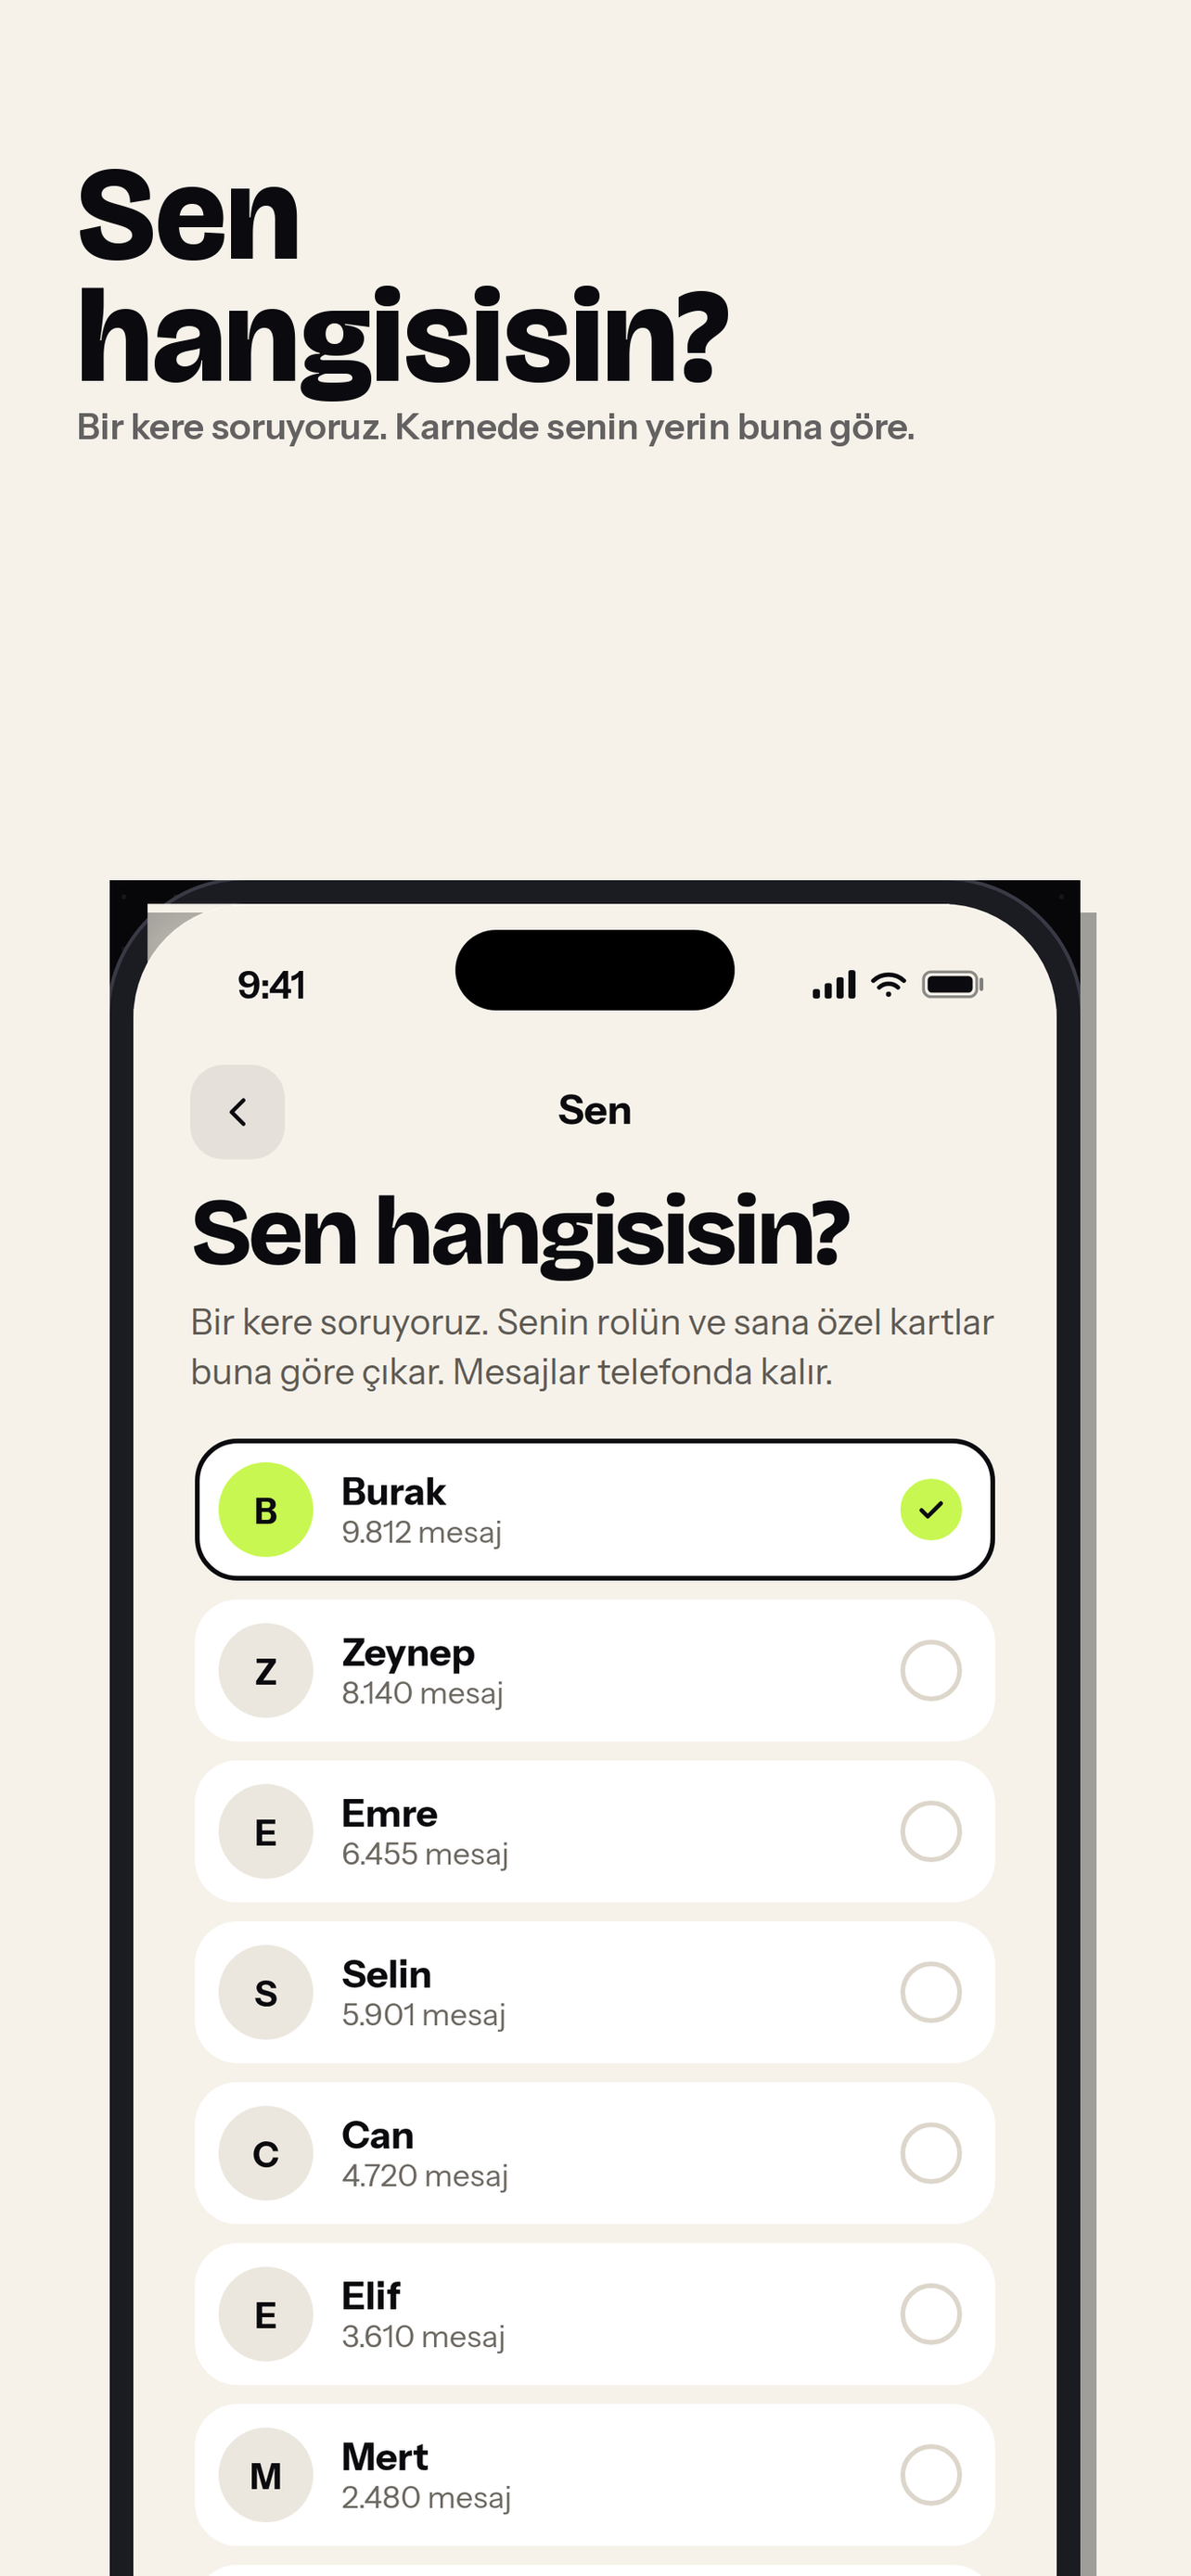 Sen
hangisisin?
Bir kere soruyoruz. Karnede senin yerin buna göre.
9:41
Sen
Sen hangisisin?
Bir kere soruyoruz. Senin rolün ve sana özel kartlar
buna göre çıkar. Mesajlar telefonda kalır.
B
Burak
9.812 mesaj
Z
Zeynep
8.140 mesaj
E
Emre
6.455 mesaj
S
Selin
5.901 mesaj
C
Can
4.720 mesaj
E
Elif
3.610 mesaj
M
Mert
2.480 mesaj